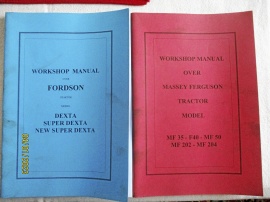 WORKSHOP MANUAL
FORDSON
DEXTA
SUPER DEXTA
NEW SUPER DEXTA
WORKSHOP MANUAL
OVER
MASSEY FERGUSON
TRACTOR
MODEL
MF 35 - F40 - MF 50
MF 202 - MF 204